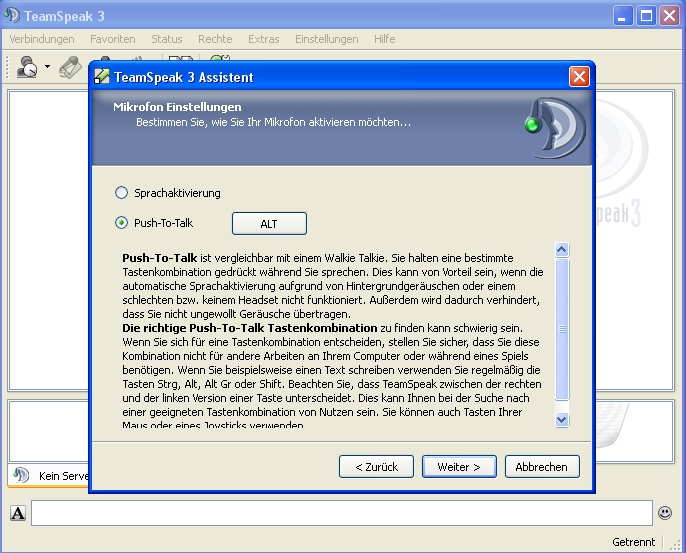 TeamSpeak 3
Verbindungen Favoriten Status Rechte Extras Einstellungen Hilfe
TeamSpeak 3 Assistent
Mikrofon Einstellungen
Bestimmen Sie, wie Sie Ihr Mikrofon aktivieren möchten...
Sprachaktivierung
Push-To-Talk ALT
peak3
Push-To-Talk ist vergleichbar mit einem Walkie Talkie. Sie halten eine bestimmte
Tastenkombination gedrückt während Sie sprechen. Dies kann von Vorteil sein, wenn die
automatische Sprachaktivierung aufgrund von Hintergrundgeräuschen oder einem
schlechten bzw. keinem Headset nicht funktioniert. Außerdem wird dadurch verhindert,
dass Sie nicht ungewollt Geräusche übertragen.
Die richtige Push-To-Talk Tastenkombination zu finden kann schwierig sein.
Wenn Sie sich für eine Tastenkombination entscheiden, stellen Sie sicher, dass Sie diese
Kombination nicht für andere Arbeiten an Ihrem Computer oder während eines Spiels
benötigen. Wenn Sie beispielsweise einen Text schreiben verwenden Sie regelmäßig die
Tasten Strg, Alt, Alt Gr oder Shift. Beachten Sie, dass TeamSpeak zwischen der rechten
und der linken Version einer Taste unterscheidet. Dies kann Ihnen bei der Suche nach
einer geeigneten Tastenkombination von Nutzen sein. Sie können auch Tasten Ihrer
Maus oder eines Joysticks verwenden.
< Zurück Weiter > Abbrechen
Kein Serve
A
Getrennt